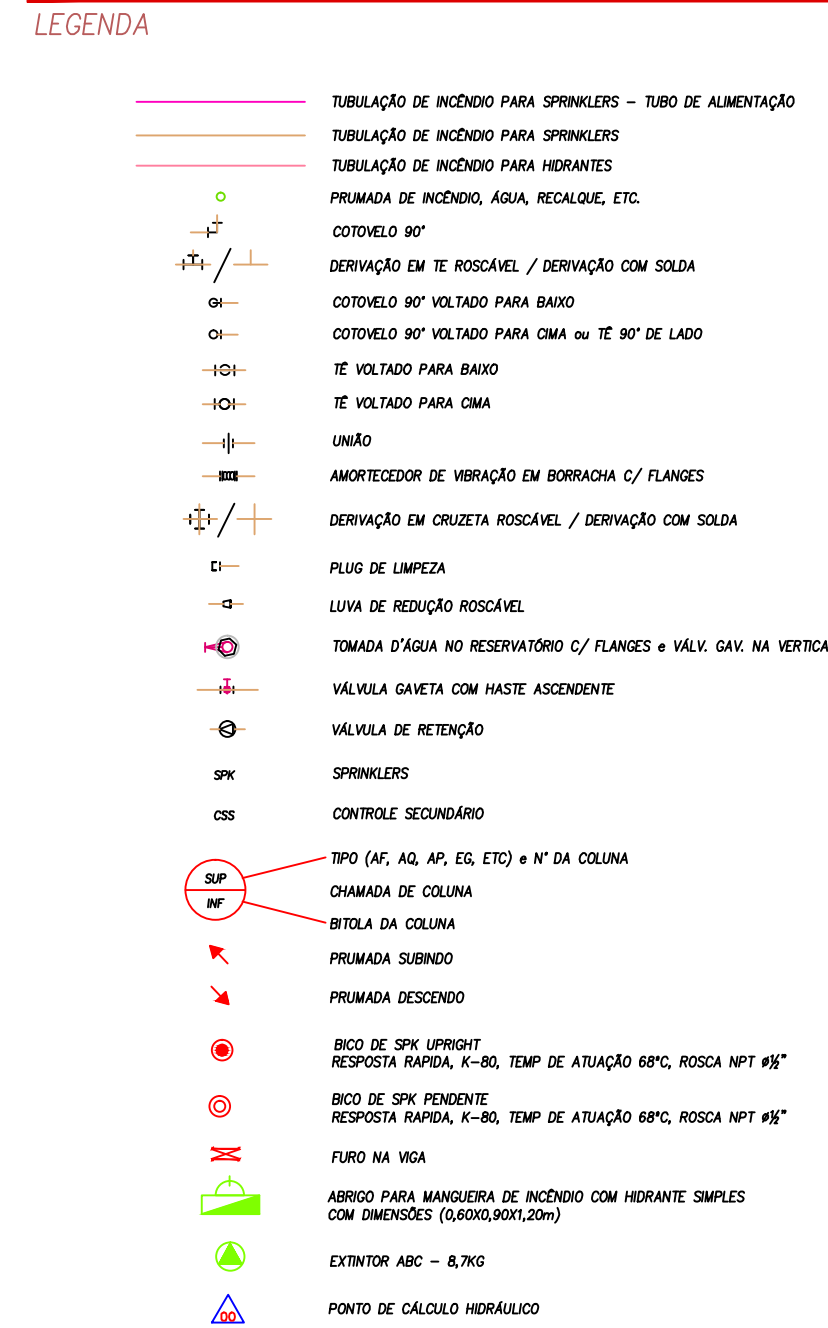 LEGENDA
TUBULAÇÃO DE INCÊNDIO PARA SPRINKLERS – TUBO DE ALIMENTAÇÃO
TUBULAÇÃO DE INCÊNDIO PARA SPRINKLERS
TUBULAÇÃO DE INCÊNDIO PARA HIDRANTES
PRUMADA DE INCÊNDIO, ÁGUA, RECALQUE, ETC.
COTOVELO 90°
DERIVAÇÃO EM TE ROSCÁVEL / DERIVAÇÃO COM SOLDA
COTOVELO 90° VOLTADO PARA BAIXO
COTOVELO 90° VOLTADO PARA CIMA ou TÊ 90° DE LADO
TÊ VOLTADO PARA BAIXO
TÊ VOLTADO PARA CIMA
UNIÃO
AMORTECEDOR DE VIBRAÇÃO EM BORRACHA C/ FLANGES
DERIVAÇÃO EM CRUZETA ROSCÁVEL / DERIVAÇÃO COM SOLDA
PLUG DE LIMPEZA
LUVA DE REDUÇÃO ROSCÁVEL
TOMADA D'ÁGUA NO RESERVATÓRIO C/ FLANGES e VÁLV. GAV. NA VERTICA
VÁLVULA GAVETA COM HASTE ASCENDENTE
VÁLVULA DE RETENÇÃO
SPK SPRINKLERS
CSS CONTROLE SECUNDÁRIO
TIPO (AF, AQ, AP, EG, ETC) e N° DA COLUNA
SUP
CHAMADA DE COLUNA
INF
BITOLA DA COLUNA
PRUMADA SUBINDO
PRUMADA DESCENDO
BICO DE SPK UPRIGHT
RESPOSTA RAPIDA, K–80, TEMP DE ATUAÇÃO 68°C, ROSCA NPT ø½"
BICO DE SPK PENDENTE
RESPOSTA RAPIDA, K–80, TEMP DE ATUAÇÃO 68°C, ROSCA NPT ø½"
FURO NA VIGA
ABRIGO PARA MANGUEIRA DE INCÊNDIO COM HIDRANTE SIMPLES
COM DIMENSÕES (0,60X0,90X1,20m)
EXTINTOR ABC – 8,7KG
00 PONTO DE CÁLCULO HIDRÁULICO